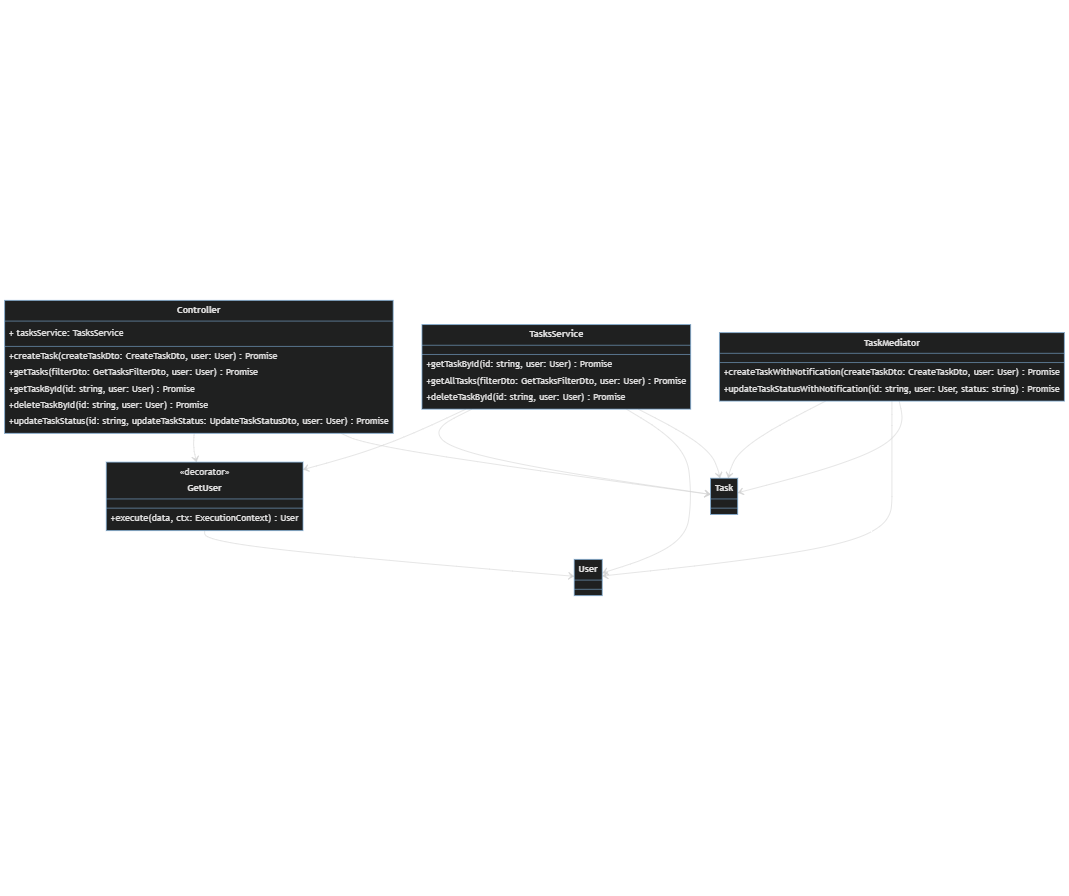 Controller
+ tasksService: TasksService
+createTask(createTaskDto: CreateTaskDto, user: User) : Promise
+getTasks(filterDto: GetTasksFilterDto, user: User) : Promise
+getTaskById(id: string, user: User) : Promise
+deleteTaskById(id: string, user: User) : Promise
+updateTaskStatus(id: string, updateTaskStatus: UpdateTaskStatusDto, user: User) : Promise
TasksService
+getTaskById(id: string, user: User) : Promise
+getAllTasks(filterDto: GetTasksFilterDto, user: User) : Promise
+deleteTaskById(id: string, user: User) : Promise
TaskMediator
+createTaskWithNotification(createTaskDto: CreateTaskDto, user: User) : Promise
+updateTaskStatusWithNotification(id: string, user: User, status: string) : Promise
«decorator»
GetUser
+execute(data, ctx: ExecutionContext) : User
Task
User